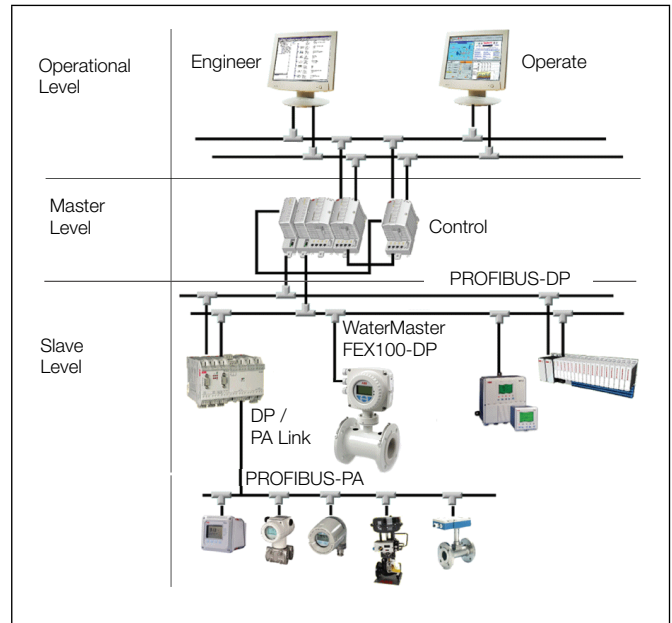 Operational
Level
Engineer
Operate
Master
Level
Control
PROFIBUS-DP
Slave
Level
WaterMaster
FEX100-DP
DP /
PA Link
PROFIBUS-PA